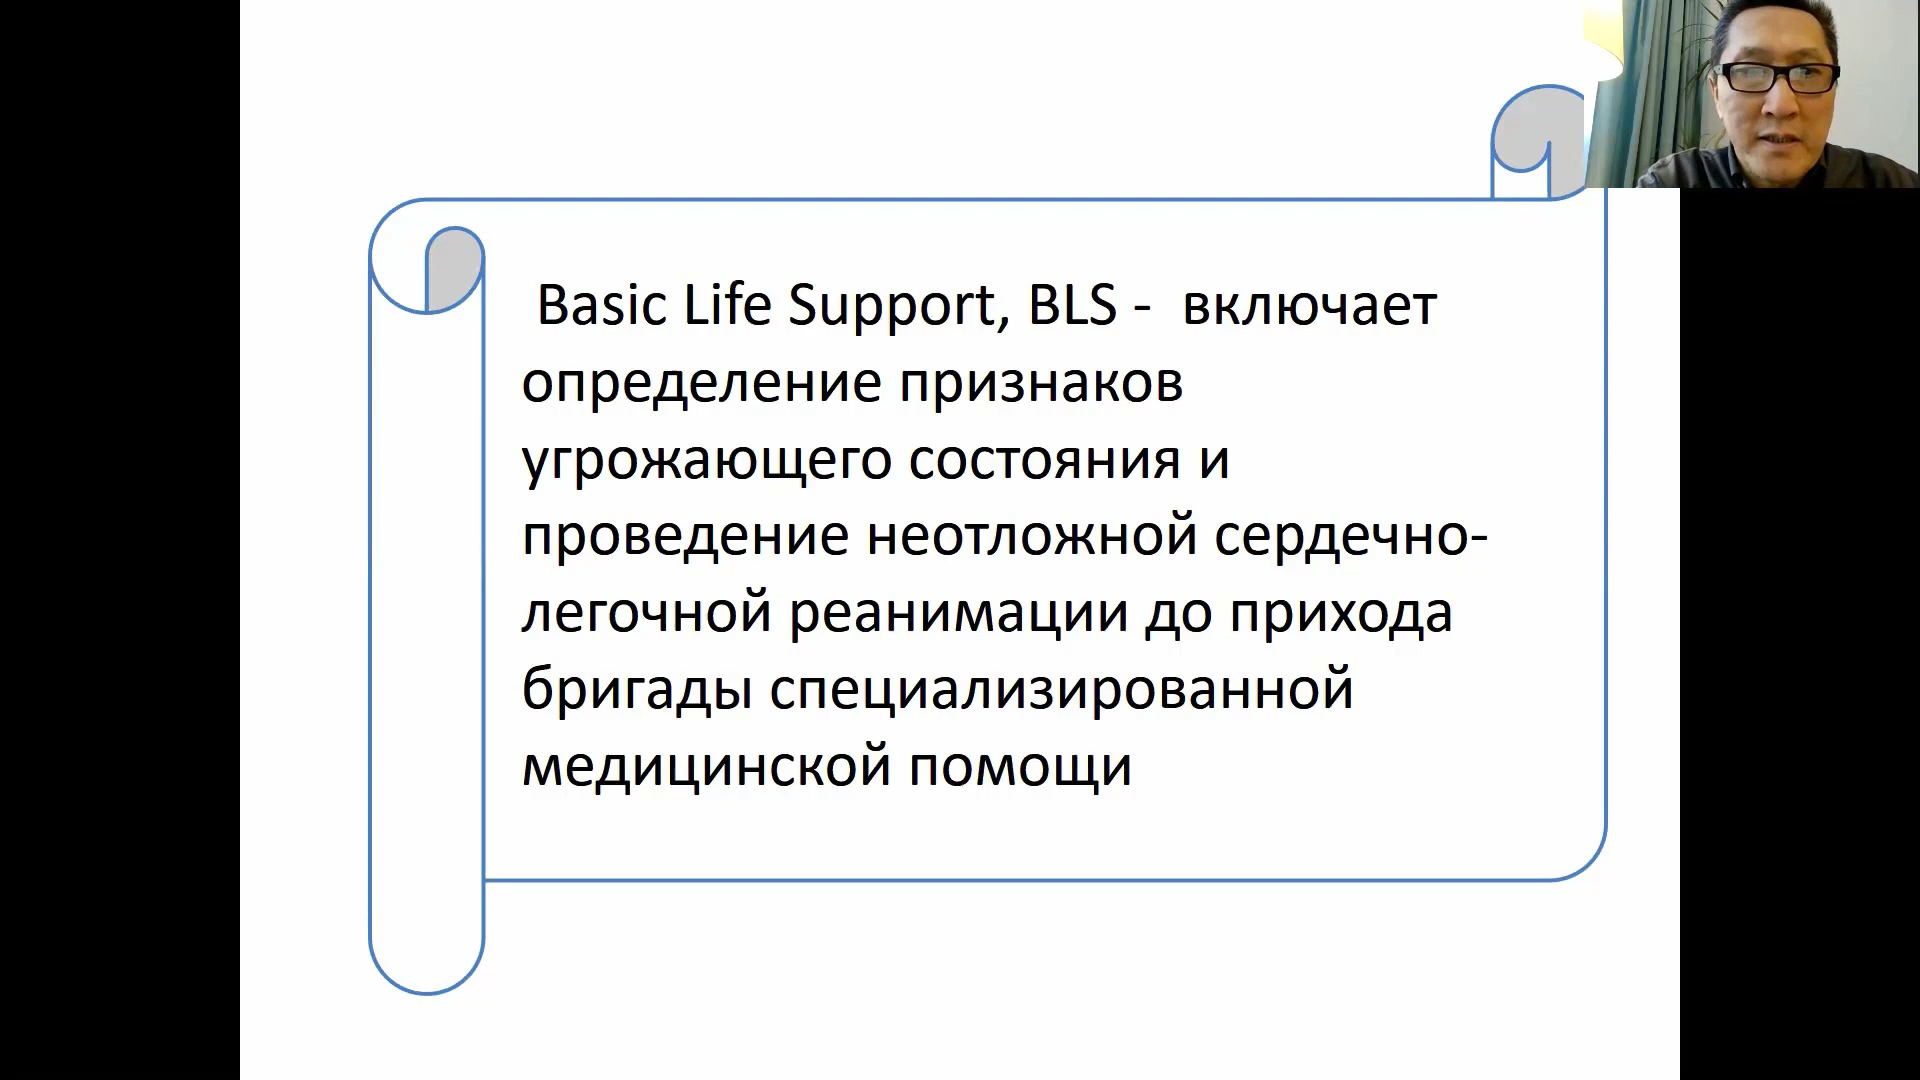 Basic Life Support, BLS -  включает
определение признаков
угрожающего состояния и
проведение неотложной сердечно-
легочной реанимации до прихода
бригады специализированной
медицинской помощи